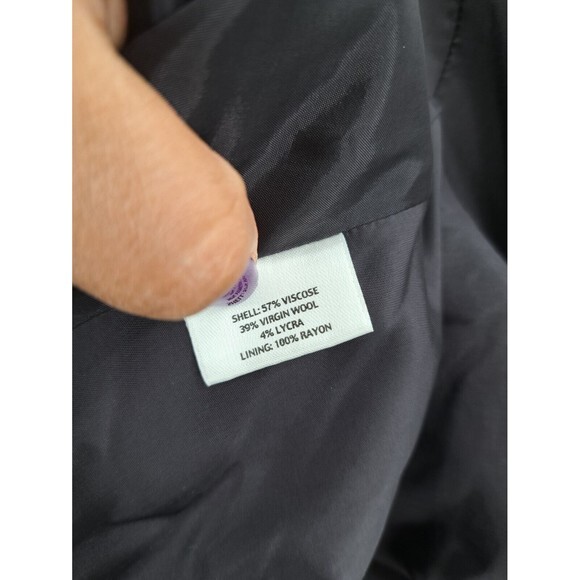 SHELL: 57% VISCOSE
39% VIRGIN WOOL
4% LYCRA
LINING: 100% RAYON